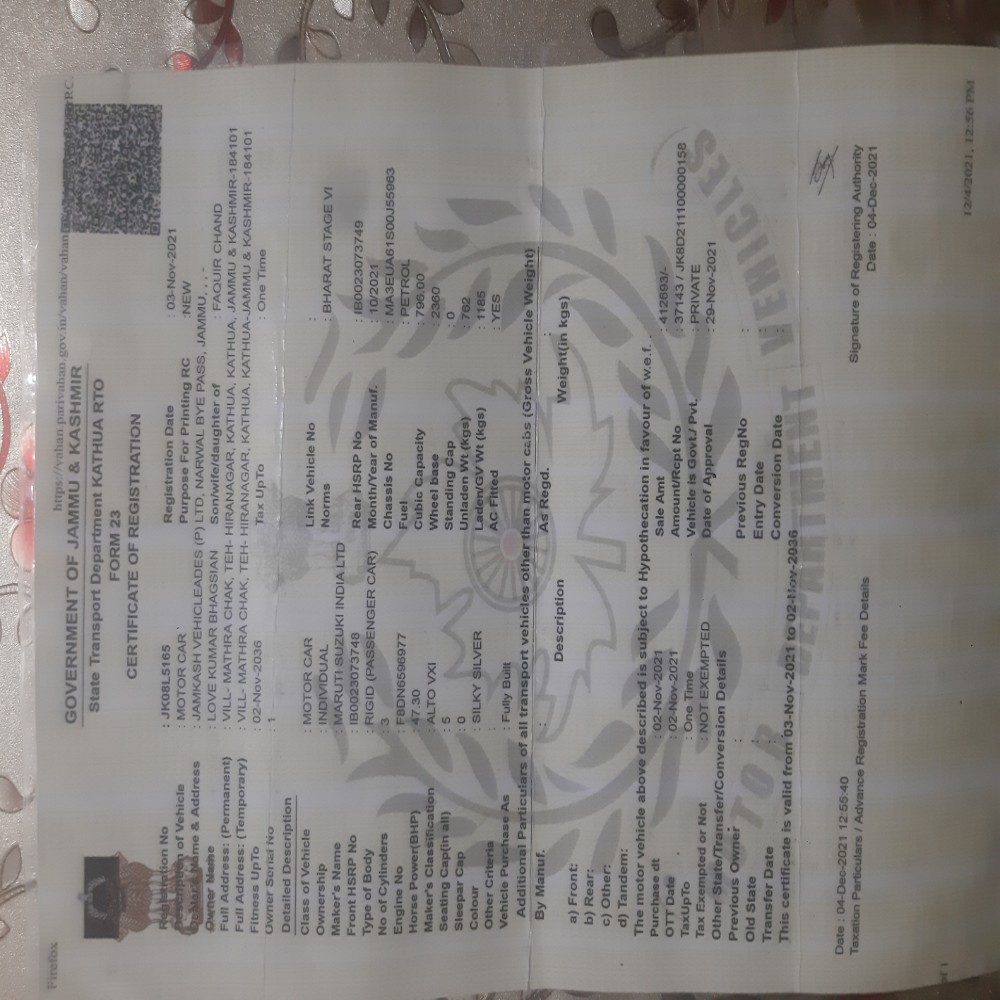 Firefox
https://vahan.parivahan.gov.in/vahan/vahan
GOVERNMENT OF JAMMU & KASHMIR
State Transport Department KATHUA RTO
FORM 23
CERTIFICATE OF REGISTRATION
Registration No : JK08L5165 Registration Date : 03-Nov-2021
Description of Vehicle : MOTOR CAR Purpose For Printing RC :NEW
Name & Address : JAMKASH VEHICLEADES (P) LTD, NARWAL BYE PASS, JAMMU, , , -
Owner Name : LOVE KUMAR BHAGSIAN Son/wife/daughter of : FAQUIR CHAND
Full Address: (Permanent) : VILL- MATHRA CHAK, TEH- HIRANAGAR, KATHUA, KATHUA, JAMMU & KASHMIR-184101
Full Address: (Temporary) : VILL- MATHRA CHAK, TEH- HIRANAGAR, KATHUA, KATHUA-JAMMU & KASHMIR-184101
Fitness UpTo : 02-Nov-2036 Tax UpTo : One Time
Owner Serial No : 1
Detailed Description
Class of Vehicle : MOTOR CAR Link Vehicle No :
Ownership : INDIVIDUAL Norms : BHARAT STAGE VI
Maker's Name : MARUTI SUZUKI INDIA LTD
Front HSRP No : IB0023073748 Rear HSRP No : IB0023073749
Type of Body : RIGID (PASSENGER CAR) Month/Year of Manuf. : 10/2021
No of Cylinders : 3 Chassis No : MA3EUA61S00J55963
Engine No : F8DN6596977 Fuel : PETROL
Horse Power(BHP) : 47.30 Cubic Capacity : 796.00
Maker's Classification : ALTO VXI Wheel base : 2360
Seating Cap(in all) : 5 Standing Cap : 0
Sleepar Cap : 0 Unladen Wt (kgs) : 762
Colour : SILKY SILVER Laden/GV Wt (kgs) : 1185
Other Criteria : AC Fitted : YES
Vehicle Purchase As : Fully Built
Additional Particulars of all transport vehicles other than motor cabs (Gross Vehicle Weight)
By Manuf. : As Regd. :
Description Weight(in kgs)
a) Front:
b) Rear:
c) Other:
d) Tandem:
The motor vehicle above described is subject to Hypothecation in favour of w.e.f. .
Purchase dt : 02-Nov-2021 Sale Amt : 412693/-
OTT Date : 02-Nov-2021 Amount/Rcpt No : 37143 / JK8D211100000158
TaxUpTo : One Time Vehicle is Govt./ Pvt. : PRIVATE
Tax Exempted or Not : NOT EXEMPTED Date of Approval : 29-Nov-2021
Other State/Transfer/Conversion Details
Previous Owner : Previous RegNo :
Old State : Entry Date :
Transfer Date : Conversion Date :
This certificate is valid from 03-Nov-2021 to 02-Nov-2036
DEPARTMENT VEHICLES
Date : 04-Dec-2021 12:55:40
Taxation Particulars / Advance Registration Mark Fee Details
Signature of Registering Authority
Date : 04-Dec-2021
of 1
12/4/2021, 12:56 PM